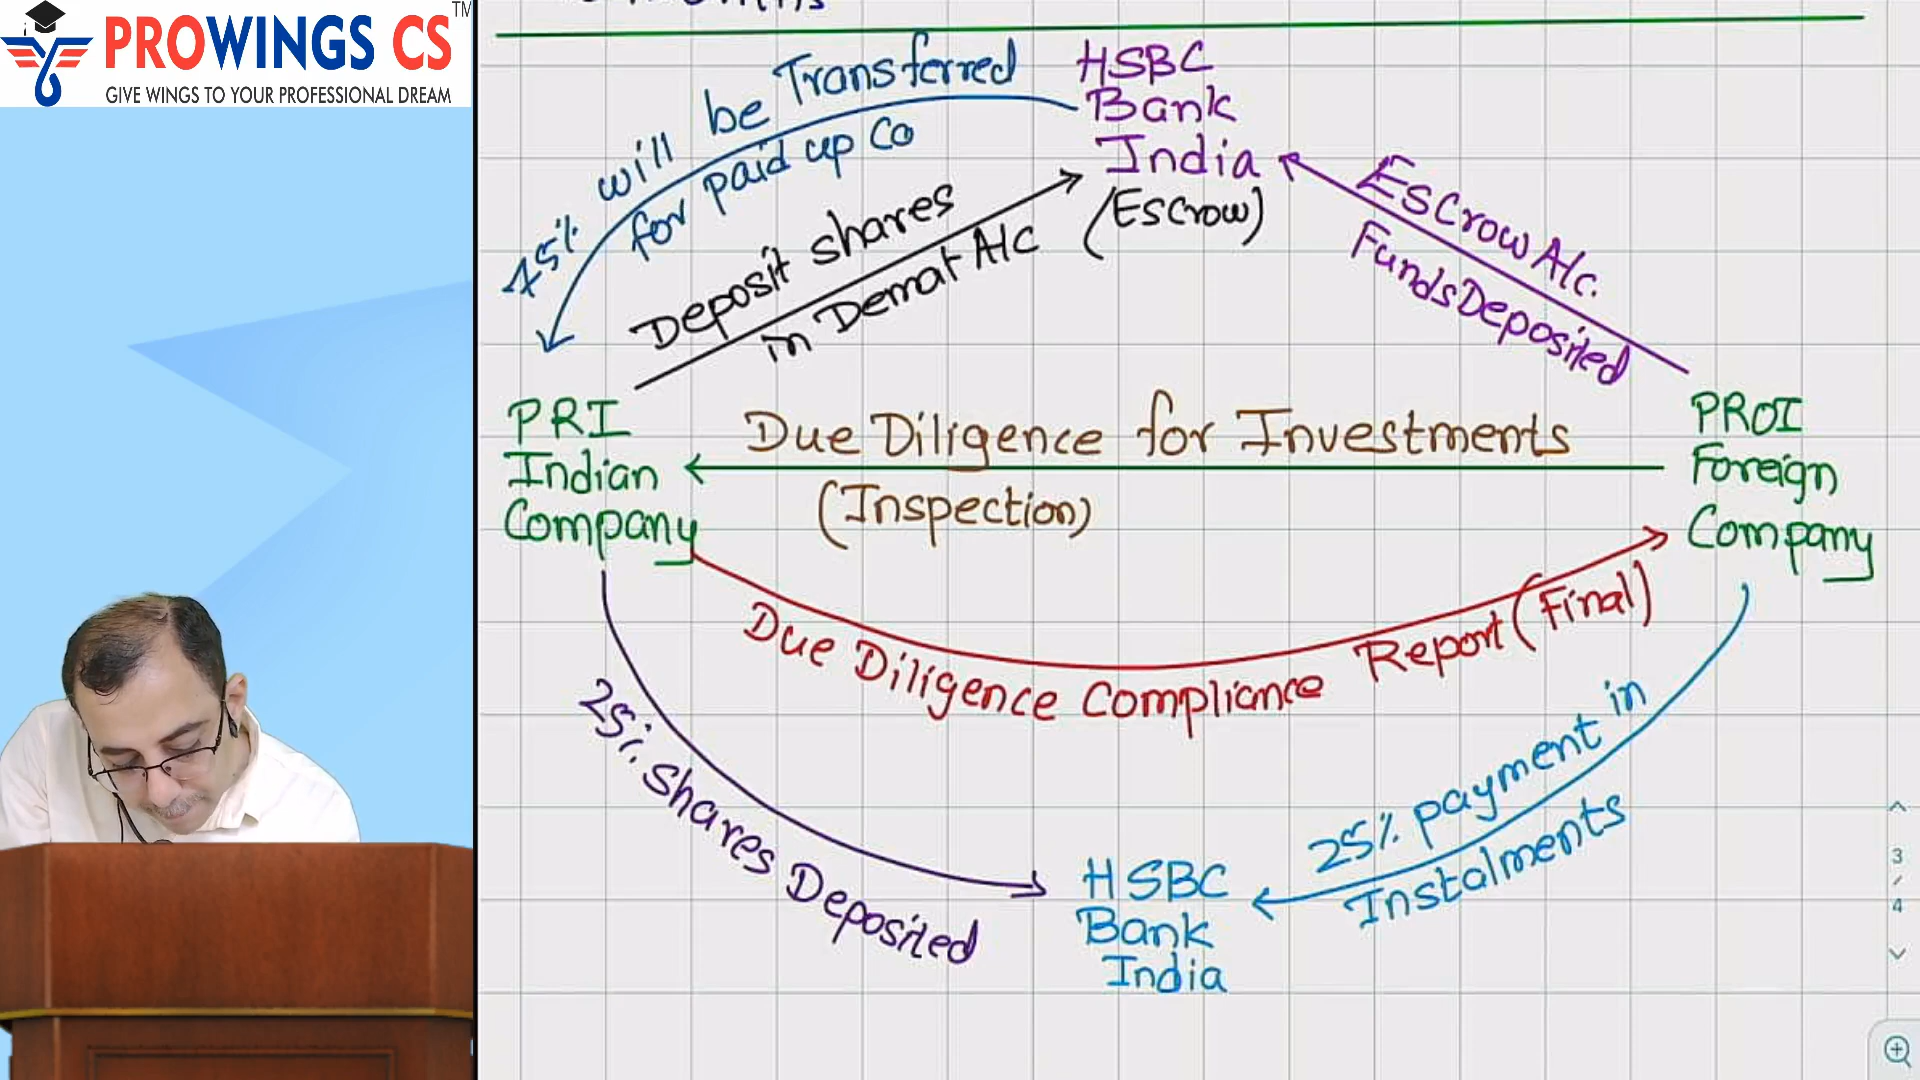 PROWINGS CS TM
GIVE WINGS TO YOUR PROFESSIONAL DREAM
HSBC
Bank
India
(Escrow)
will be Transferred
for paid up Co
Deposit shares
in Demat A/c
Escrow A/c.
Funds Deposited
PRI
Indian
Company
Due Diligence for Investments
(Inspection)
PROI
Foreign
Company
Due Diligence Compliance Report (Final)
25% Shares Deposited
25% payment in
Instalments
HSBC
Bank
India
3
/
4